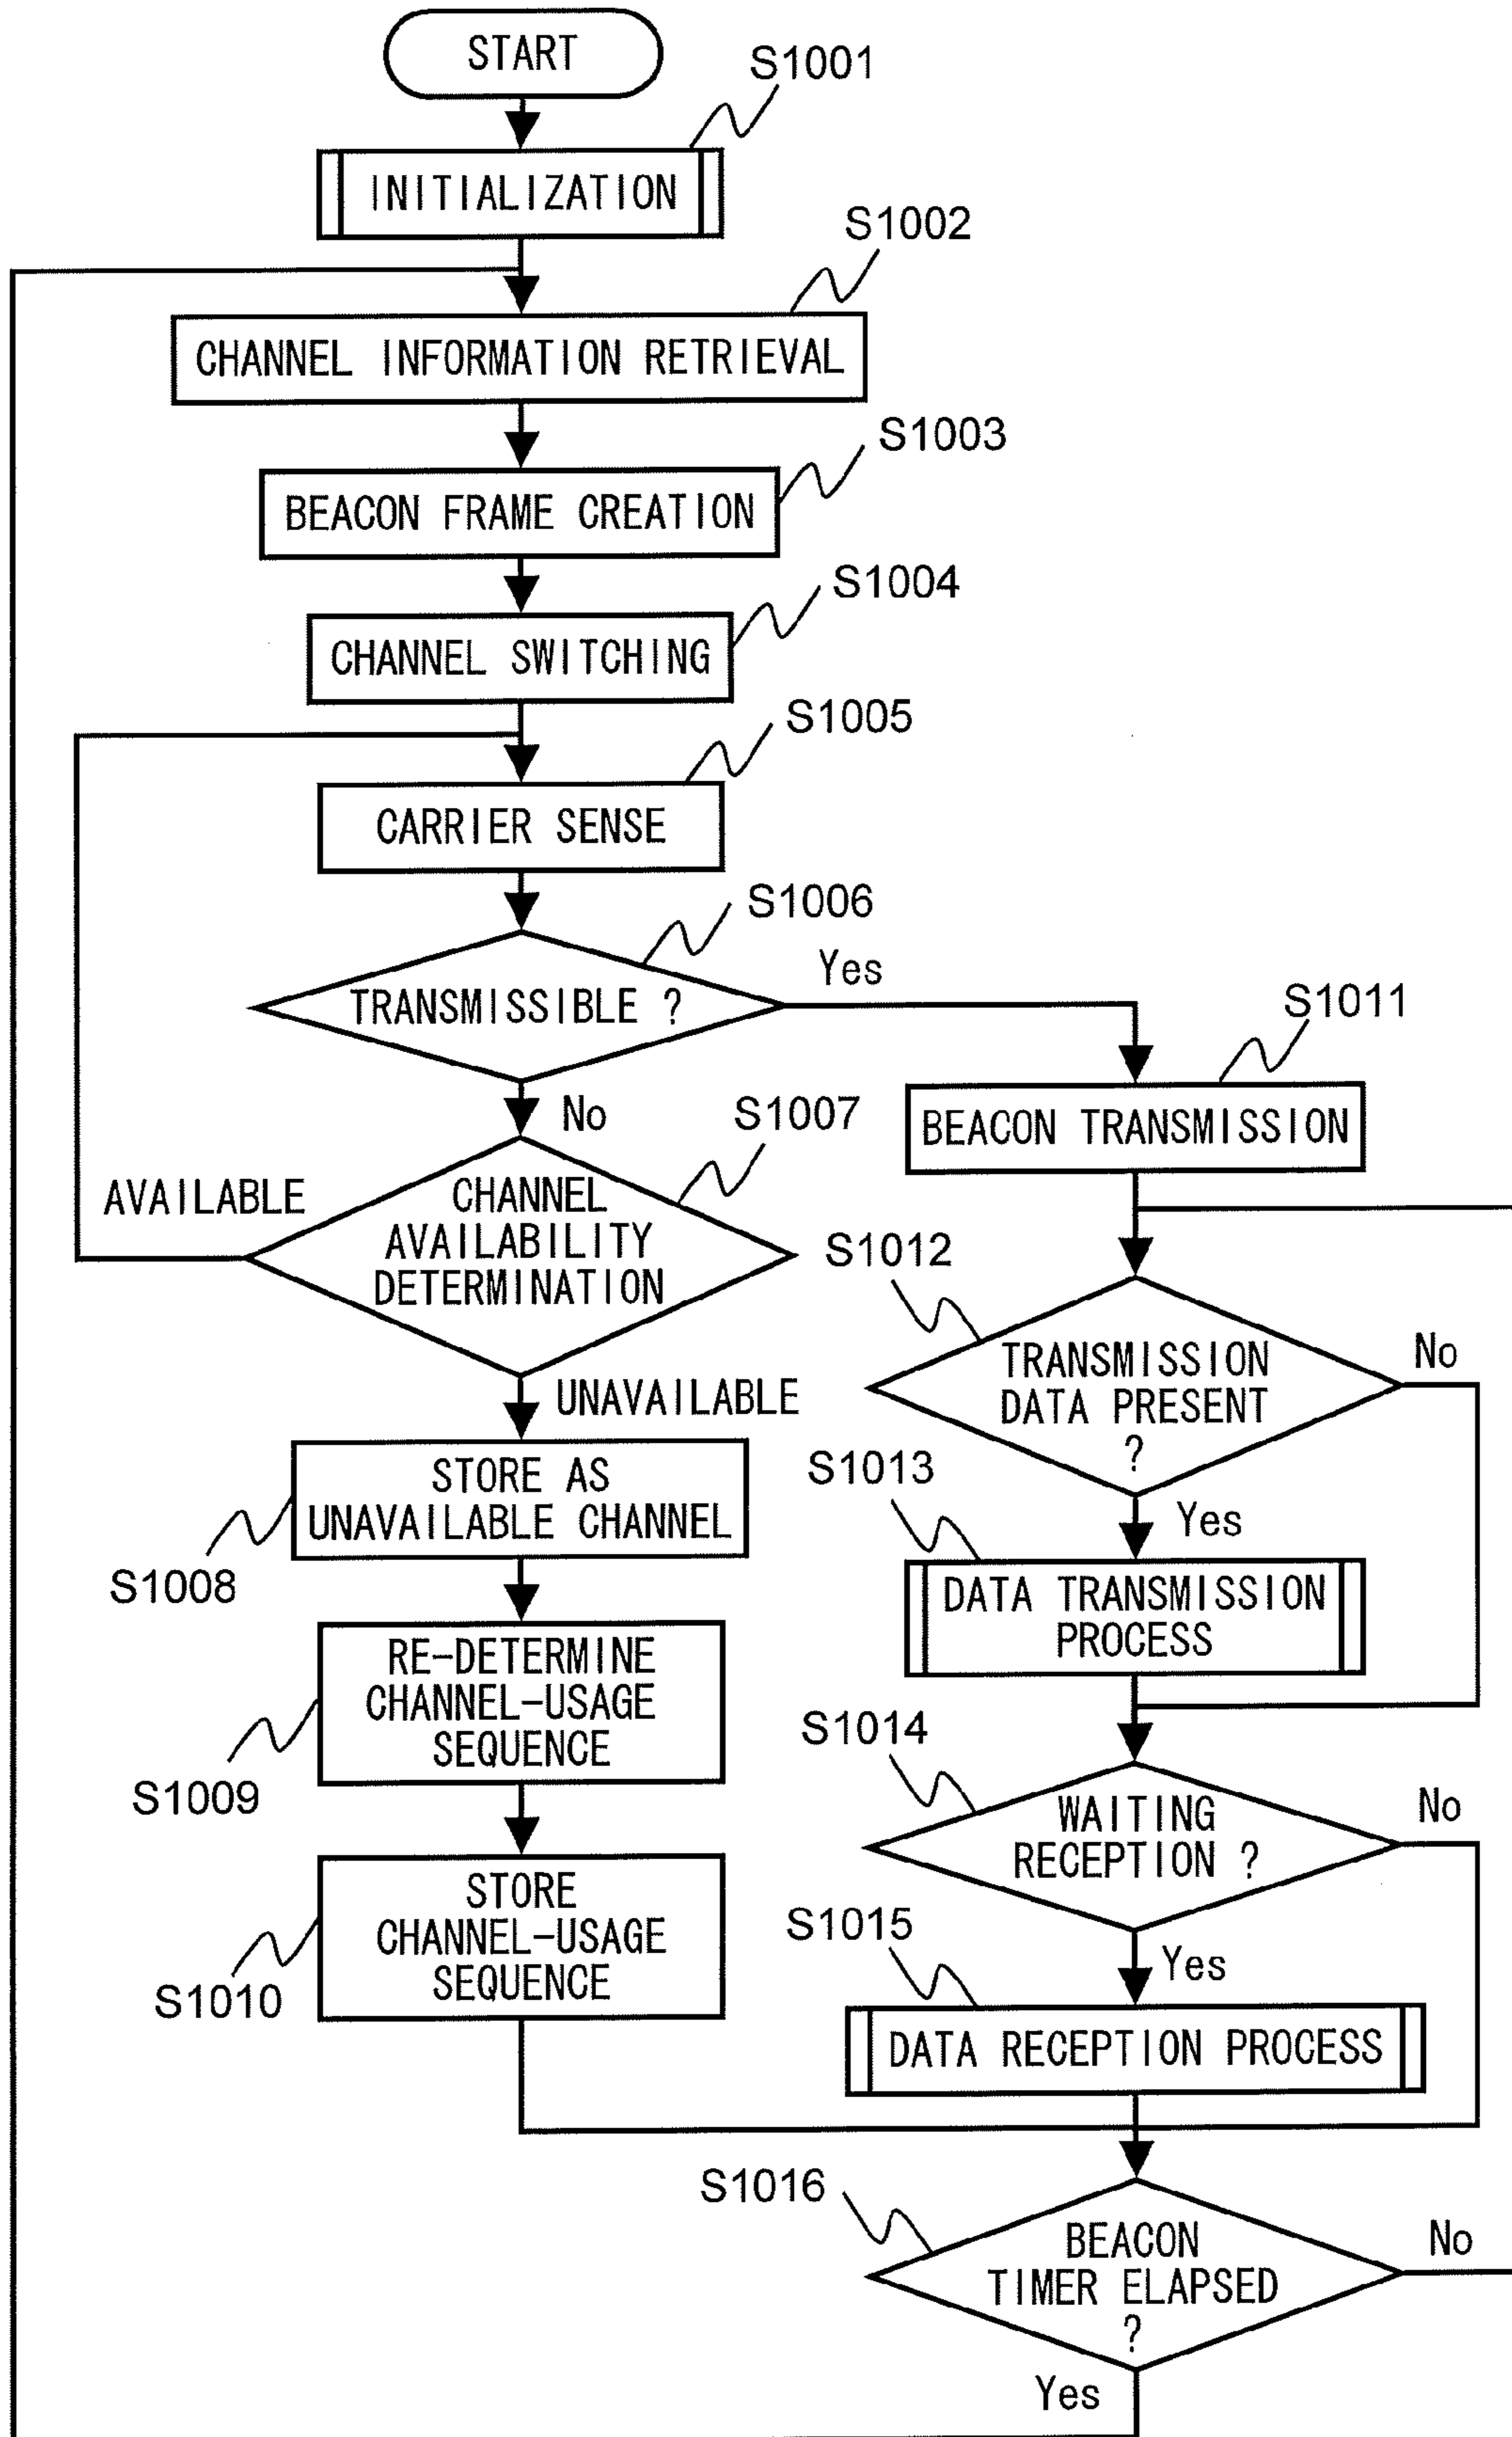 START
S1001
INITIALIZATION
S1002
CHANNEL INFORMATION RETRIEVAL
S1003
BEACON FRAME CREATION
S1004
CHANNEL SWITCHING
S1005
CARRIER SENSE
S1006
TRANSMISSIBLE ?
Yes
No
S1007
CHANNEL
AVAILABILITY
DETERMINATION
AVAILABLE
UNAVAILABLE
STORE AS
UNAVAILABLE CHANNEL
S1008
RE-DETERMINE
CHANNEL-USAGE
SEQUENCE
S1009
STORE
CHANNEL-USAGE
SEQUENCE
S1010
S1011
BEACON TRANSMISSION
S1012
TRANSMISSION
DATA PRESENT
?
No
Yes
S1013
DATA TRANSMISSION
PROCESS
S1014
WAITING
RECEPTION ?
No
Yes
S1015
DATA RECEPTION PROCESS
S1016
BEACON
TIMER ELAPSED
?
No
Yes